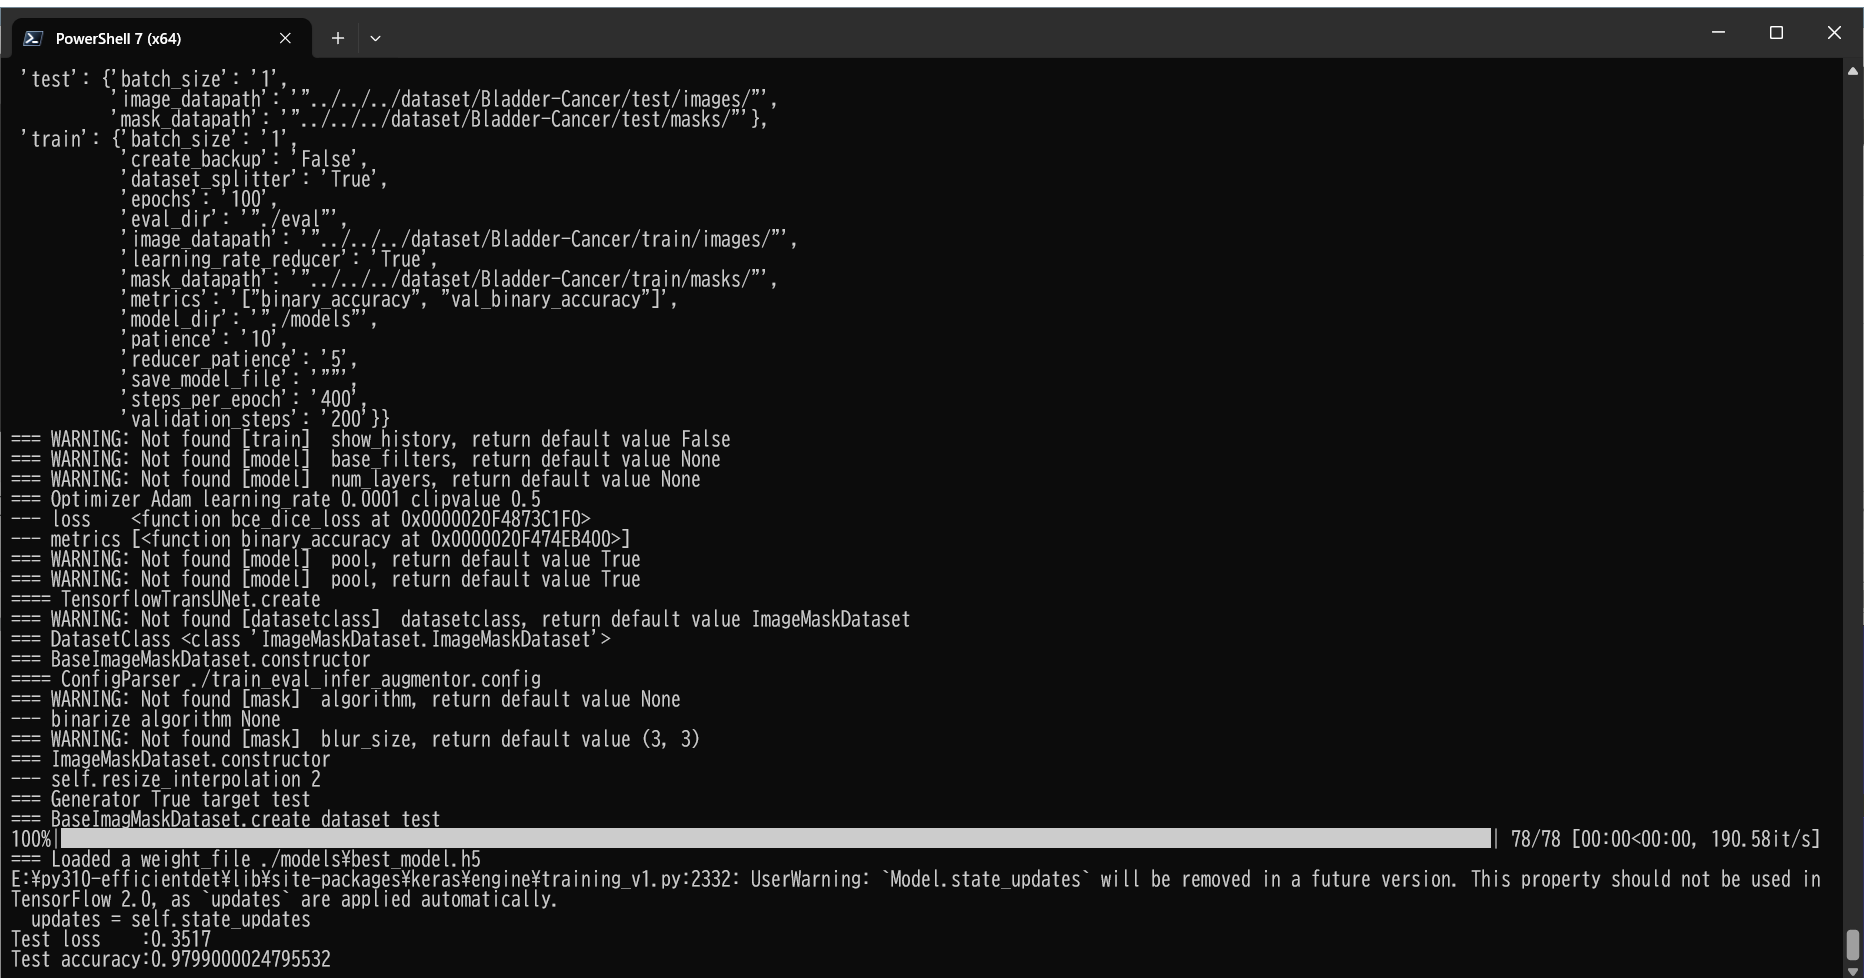 PowerShell 7 (x64)
'test': {'batch_size': '1',
'image_datapath': '"../../../dataset/Bladder-Cancer/test/images/"',
'mask_datapath': '"../../../dataset/Bladder-Cancer/test/masks/"'},
'train': {'batch_size': '1',
'create_backup': 'False',
'dataset_splitter': 'True',
'epochs': '100',
'eval_dir': '"./eval"',
'image_datapath': '"../../../dataset/Bladder-Cancer/train/images/"',
'learning_rate_reducer': 'True',
'mask_datapath': '"../../../dataset/Bladder-Cancer/train/masks/"',
'metrics': '["binary_accuracy", "val_binary_accuracy"]',
'model_dir': '"./models"',
'patience': '10',
'reducer_patience': '5',
'save_model_file': '""',
'steps_per_epoch': '400',
'validation_steps': '200'}}
=== WARNING: Not found [train]  show_history, return default value False
=== WARNING: Not found [model]  base_filters, return default value None
=== WARNING: Not found [model]  num_layers, return default value None
=== Optimizer Adam learning_rate 0.0001 clipvalue 0.5
--- loss    <function bce_dice_loss at 0x0000020F4873C1F0>
--- metrics [<function binary_accuracy at 0x0000020F474EB400>]
=== WARNING: Not found [model]  pool, return default value True
=== WARNING: Not found [model]  pool, return default value True
==== TensorflowTransUNet.create
=== WARNING: Not found [datasetclass]  datasetclass, return default value ImageMaskDataset
=== DatasetClass <class 'ImageMaskDataset.ImageMaskDataset'>
=== BaseImageMaskDataset.constructor
==== ConfigParser ./train_eval_infer_augmentor.config
=== WARNING: Not found [mask]  algorithm, return default value None
--- binarize algorithm None
=== WARNING: Not found [mask]  blur_size, return default value (3, 3)
=== ImageMaskDataset.constructor
--- self.resize_interpolation 2
=== Generator True target test
=== BaseImagMaskDataset.create dataset test
100%| | 78/78 [00:00<00:00, 190.58it/s]
=== Loaded a weight_file ./models¥best_model.h5
E:¥py310-efficientdet¥lib¥site-packages¥keras¥engine¥training_v1.py:2332: UserWarning: `Model.state_updates` will be removed in a future version. This property should not be used in
TensorFlow 2.0, as `updates` are applied automatically.
updates = self.state_updates
Test loss    :0.3517
Test accuracy:0.9799000024795532